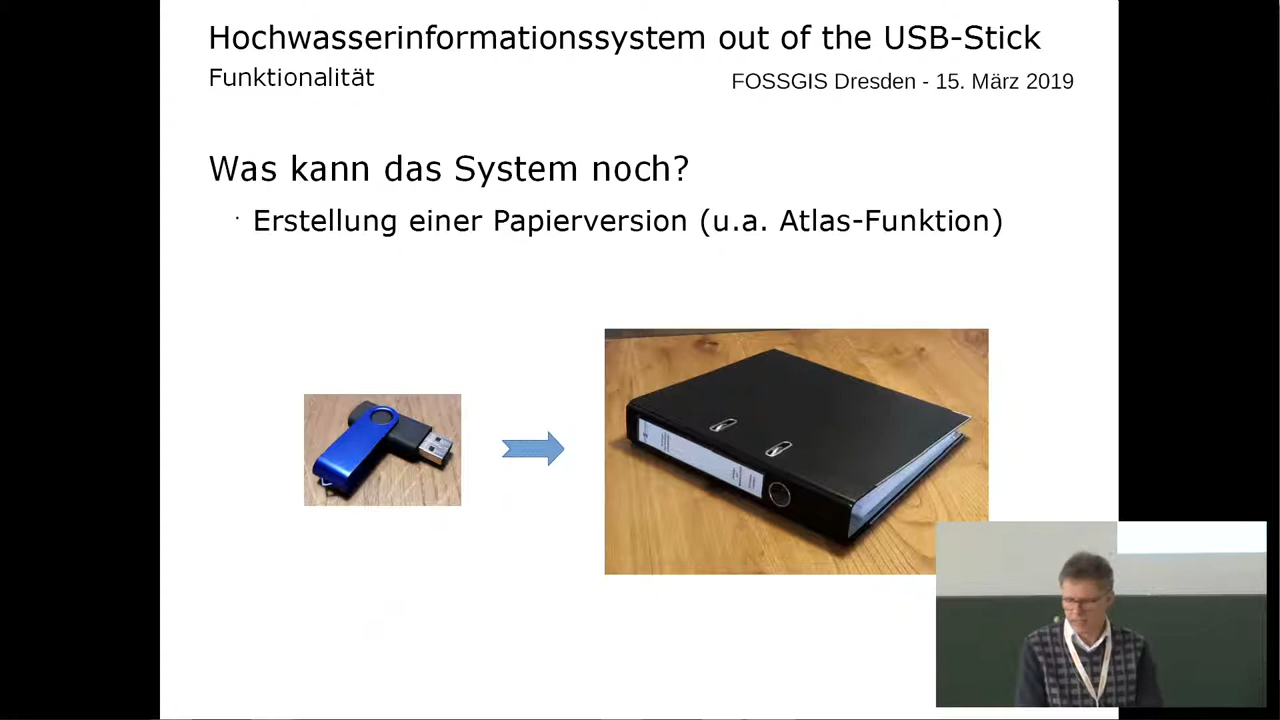 Hochwasserinformationssystem out of the USB-Stick
Funktionalität
FOSSGIS Dresden - 15. März 2019
Was kann das System noch?
· Erstellung einer Papierversion (u.a. Atlas-Funktion)